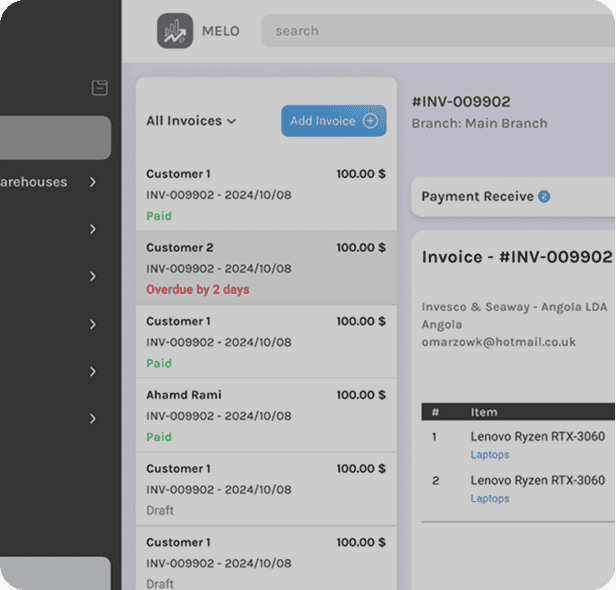 MELO
search
arehouses
All Invoices
Add Invoice
Customer 1 100.00 $
INV-009902 - 2024/10/08
Paid
Customer 2 100.00 $
INV-009902 - 2024/10/08
Overdue by 2 days
Customer 1 100.00 $
INV-009902 - 2024/10/08
Paid
Ahamd Rami 100.00 $
INV-009902 - 2024/10/08
Paid
Customer 1 100.00 $
INV-009902 - 2024/10/08
Draft
Customer 1 100.00 $
INV-009902 - 2024/10/08
Draft
#INV-009902
Branch: Main Branch
Payment Receive 2
Invoice - #INV-009902
Invesco & Seaway - Angola LDA
Angola
omarzowk@hotmail.co.uk
# Item
1 Lenovo Ryzen RTX-3060
Laptops
2 Lenovo Ryzen RTX-3060
Laptops